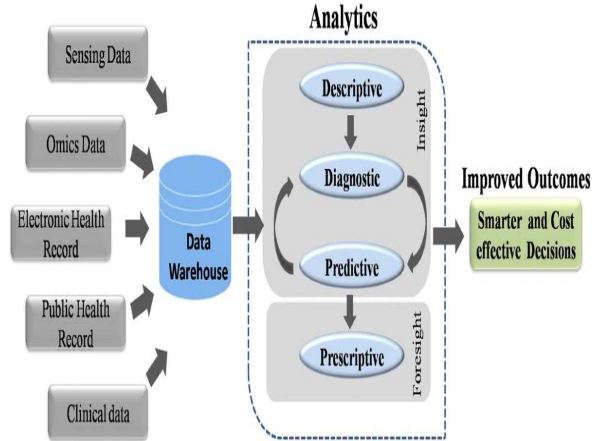 Analytics
Sensing Data
Omics Data
Electronic Health
Record
Public Health
Record
Clinical data
Data
Warehouse
Descriptive
Diagnostic
Predictive
Insight
Prescriptive
Foresight
Improved Outcomes
Smarter and Cost
effective Decisions